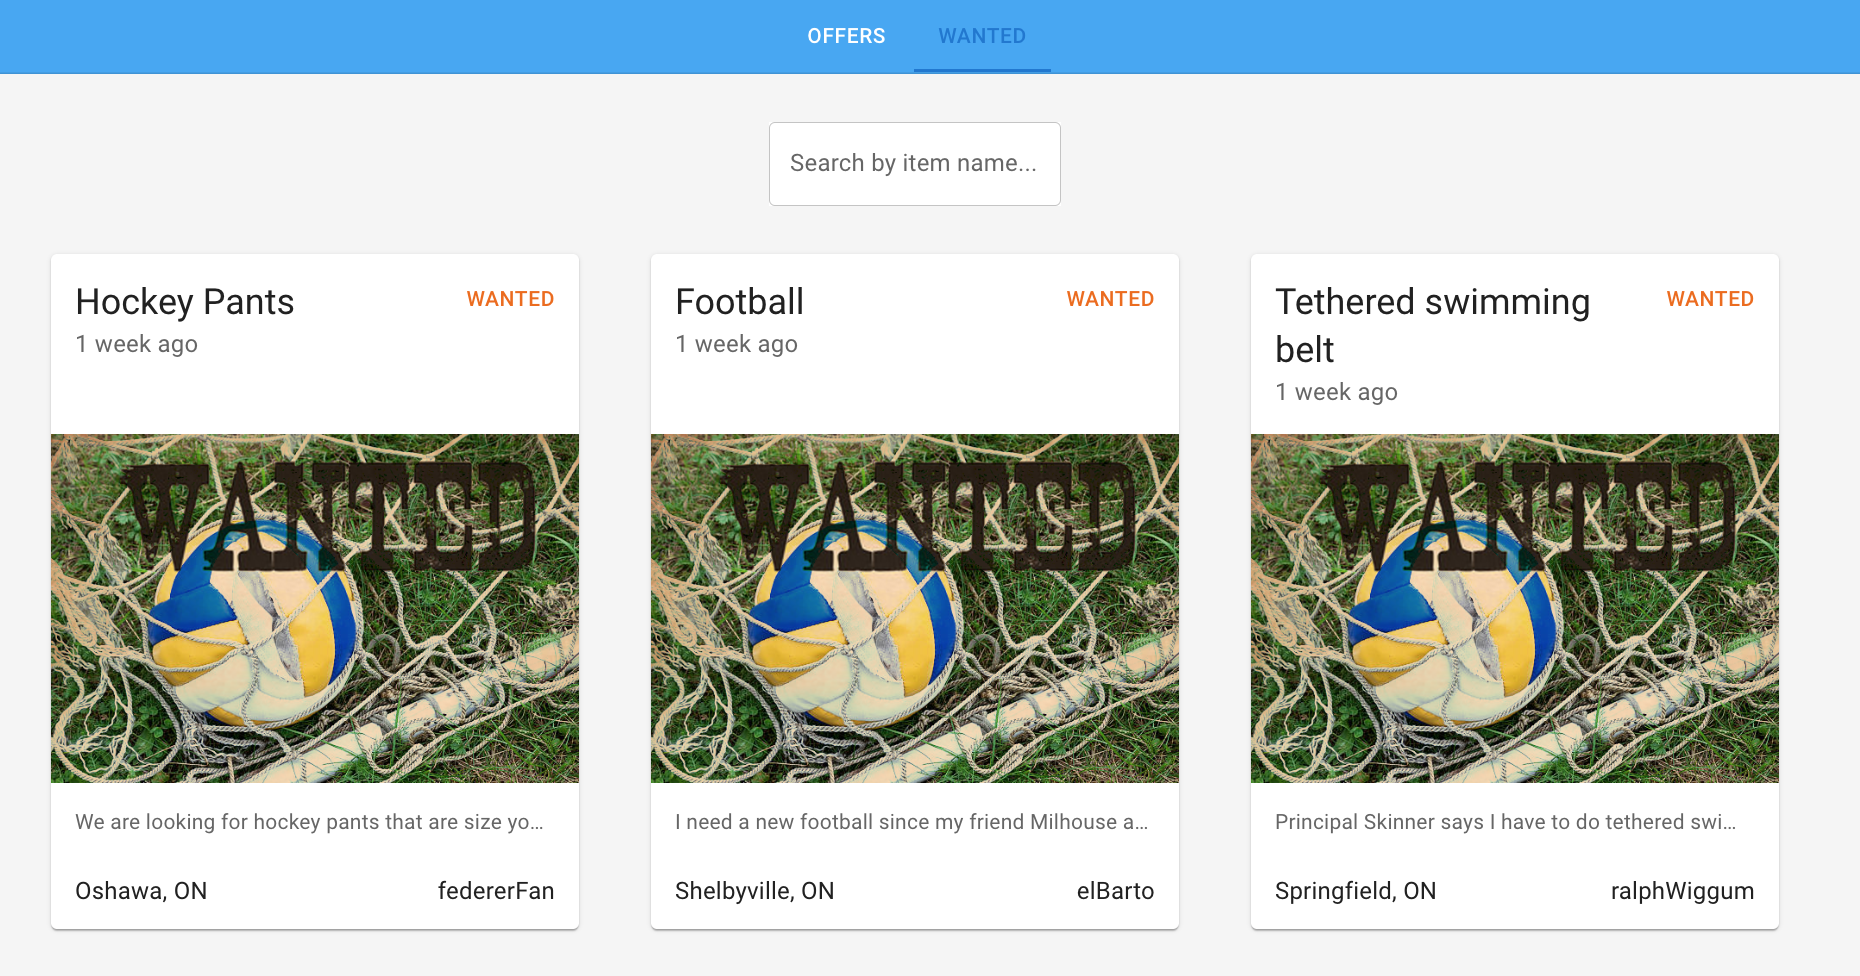 OFFERS WANTED
Search by item name...
Hockey Pants WANTED
1 week ago
WANTED
We are looking for hockey pants that are size yo...
Oshawa, ON federerFan
Football WANTED
1 week ago
WANTED
I need a new football since my friend Milhouse a...
Shelbyville, ON elBarto
Tethered swimming WANTED
belt
1 week ago
WANTED
Principal Skinner says I have to do tethered swi...
Springfield, ON ralphWiggum